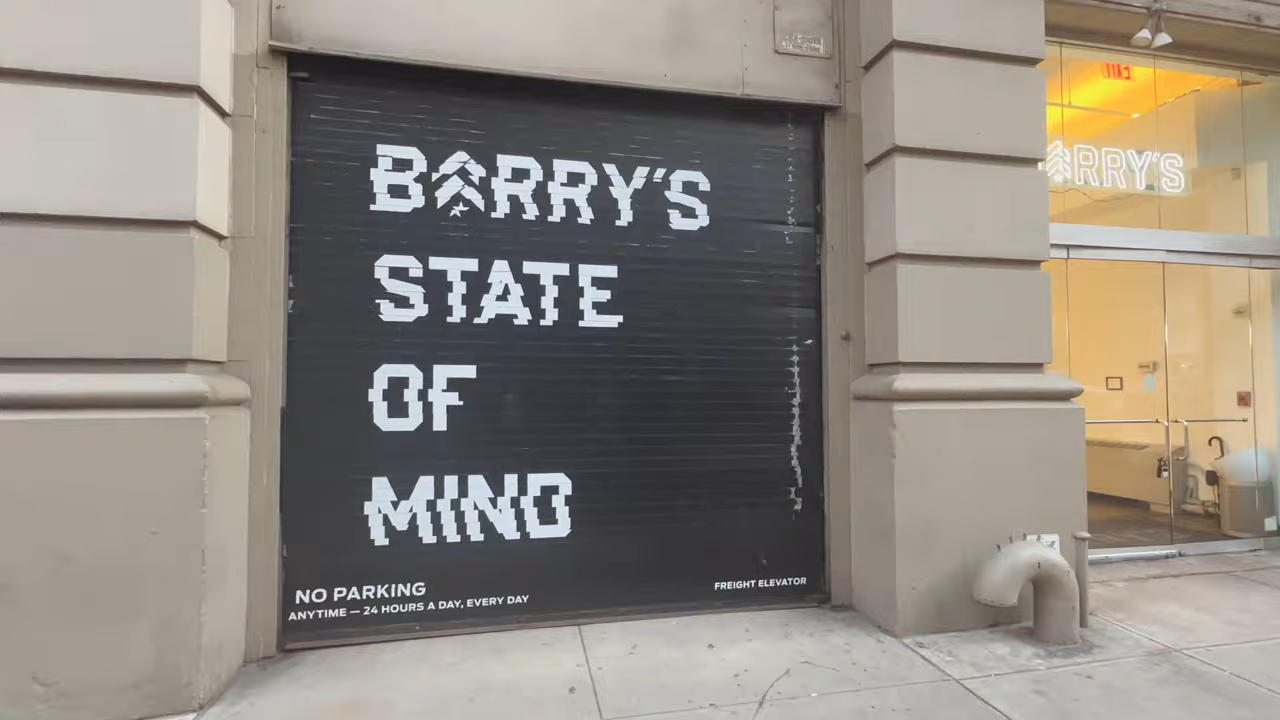 BARRY'S
STATE
OF
MIND
NO PARKING
ANYTIME — 24 HOURS A DAY, EVERY DAY
FREIGHT ELEVATOR
EXIT
BARRY'S